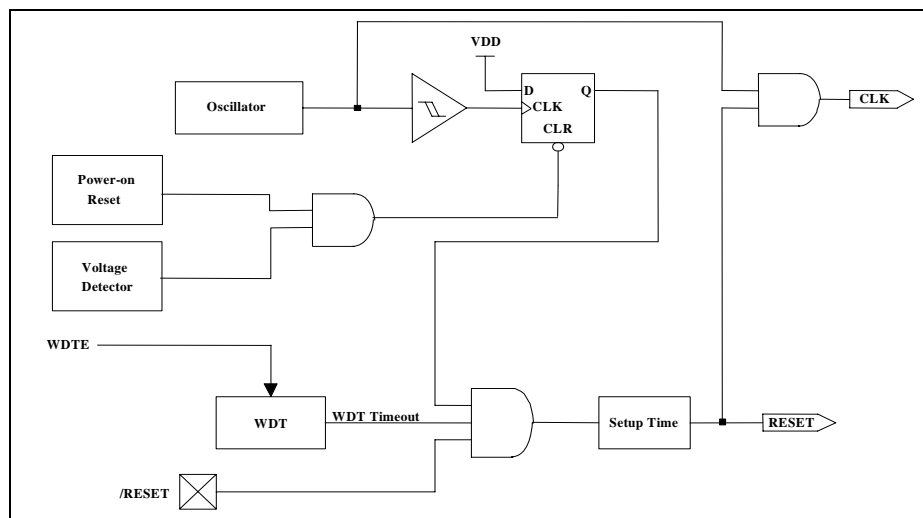 VDD
Oscillator
D
Q
CLK
CLR
CLK
Power-on
Reset
Voltage
Detector
WDTE
WDT
WDT Timeout
Setup Time
RESET
/RESET